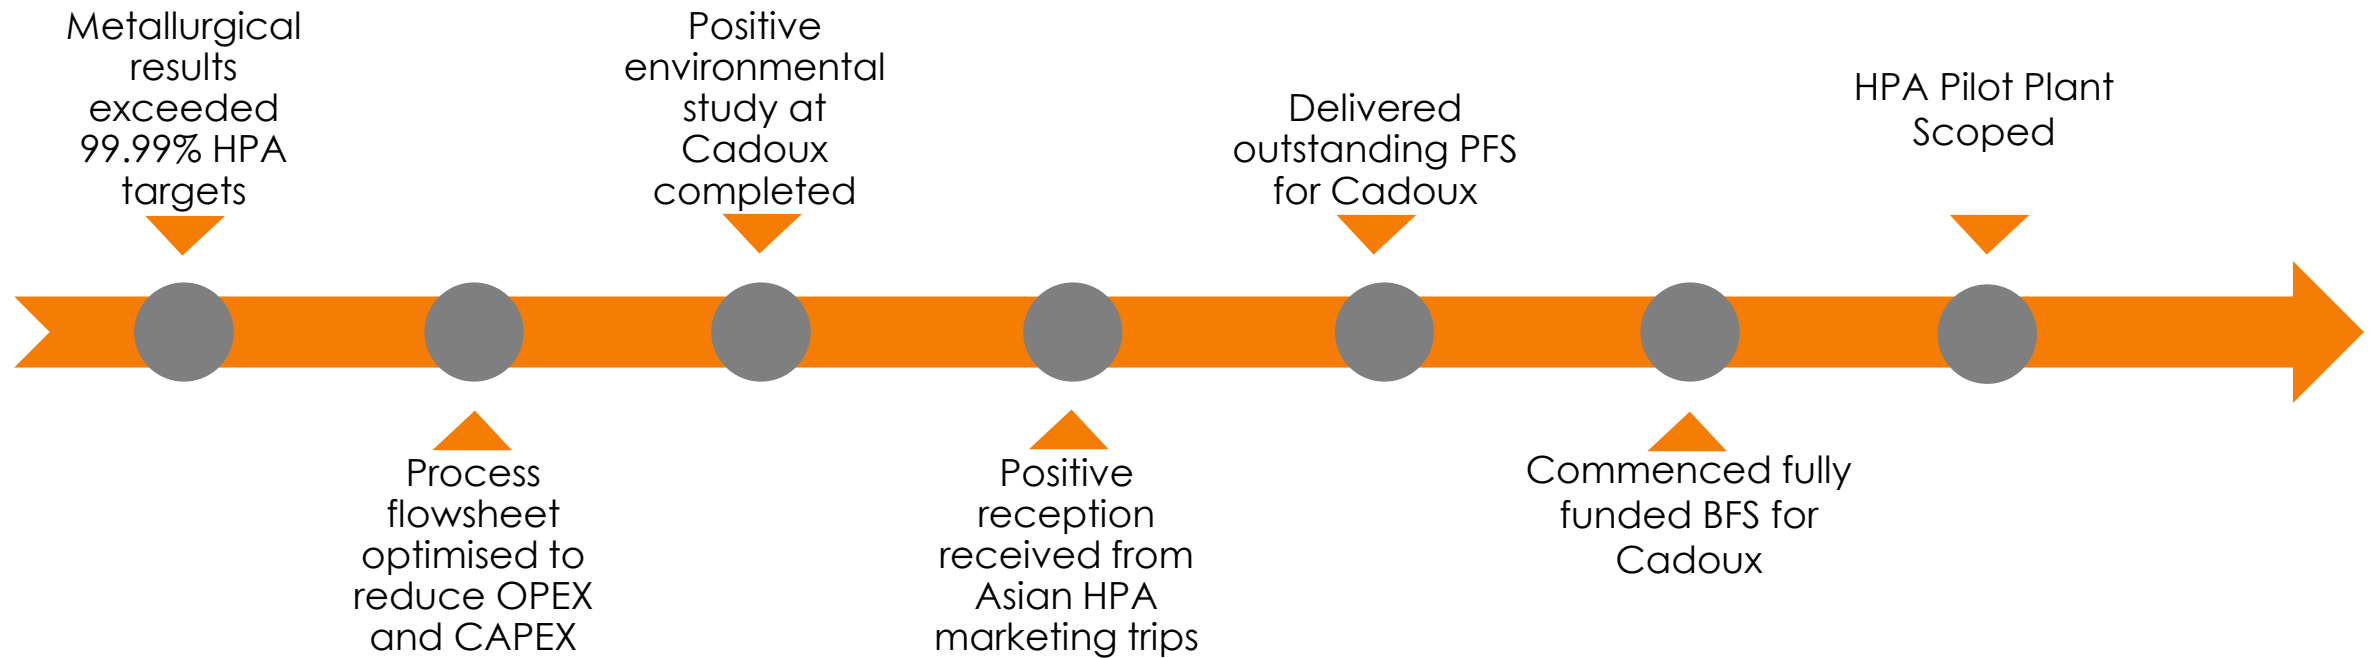 Metallurgical
results
exceeded
99.99% HPA
targets
Process
flowsheet
optimised to
reduce OPEX
and CAPEX
Positive
environmental
study at
Cadoux
completed
Positive
reception
received from
Asian HPA
marketing trips
Delivered
outstanding PFS
for Cadoux
Commenced fully
funded BFS for
Cadoux
HPA Pilot Plant
Scoped